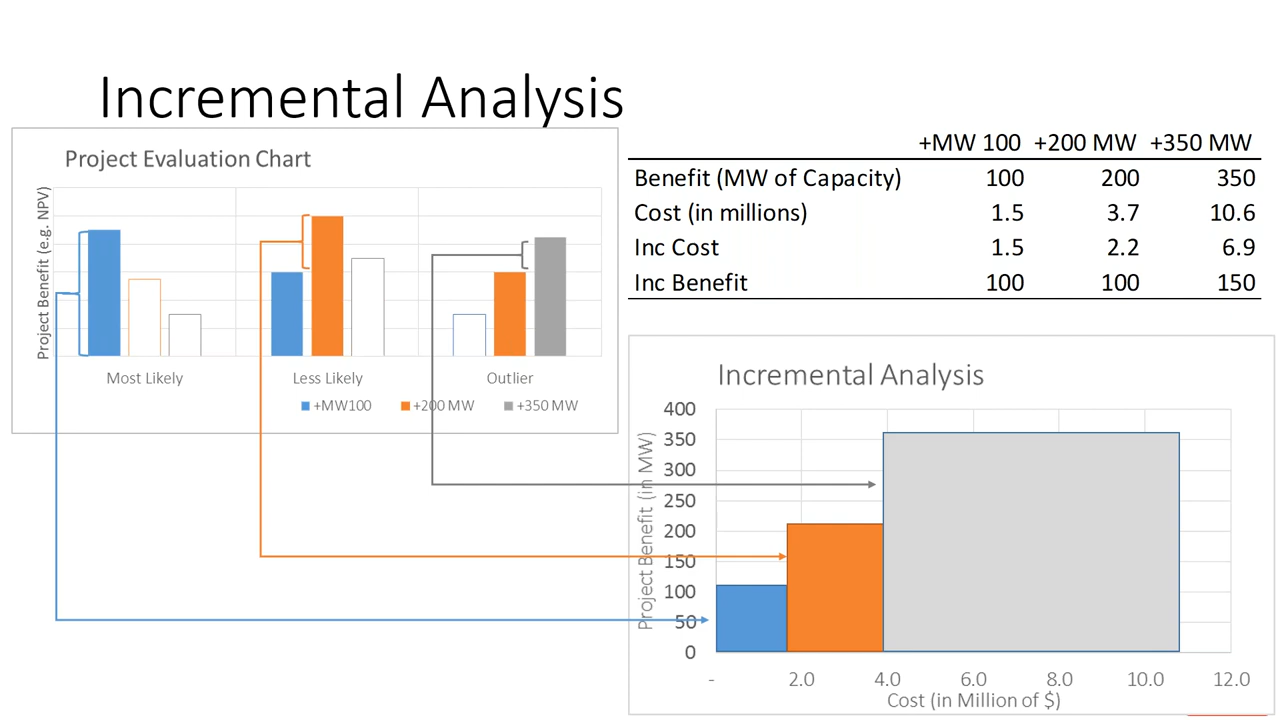 Incremental Analysis
Project Evaluation Chart
Project Benefit (e.g. NPV)
Most Likely Less Likely Outlier
+MW100 +200 MW +350 MW
+MW 100 +200 MW +350 MW
Benefit (MW of Capacity) 100 200 350
Cost (in millions) 1.5 3.7 10.6
Inc Cost 1.5 2.2 6.9
Inc Benefit 100 100 150
Incremental Analysis
Project Benefit (in MW)
400
350
300
250
200
150
100
50
0
- 2.0 4.0 6.0 8.0 10.0 12.0
Cost (in Million of $)